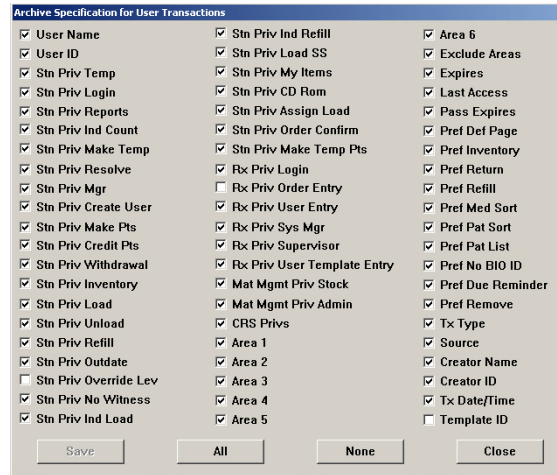 Archive Specification for User Transactions
User Name
User ID
Stn Priv Temp
Stn Priv Login
Stn Priv Reports
Stn Priv Ind Count
Stn Priv Make Temp
Stn Priv Resolve
Stn Priv Mgr
Stn Priv Create User
Stn Priv Make Pts
Stn Priv Credit Pts
Stn Priv Withdrawal
Stn Priv Inventory
Stn Priv Load
Stn Priv Unload
Stn Priv Refill
Stn Priv Outdate
Stn Priv Override Lev
Stn Priv No Witness
Stn Priv Ind Load
Stn Priv Ind Refill
Stn Priv Load SS
Stn Priv My Items
Stn Priv CD Rom
Stn Priv Assign Load
Stn Priv Order Confirm
Stn Priv Make Temp Pts
Rx Priv Login
Rx Priv Order Entry
Rx Priv User Entry
Rx Priv Sys Mgr
Rx Priv Supervisor
Rx Priv User Template Entry
Mat Mgmt Priv Stock
Mat Mgmt Priv Admin
CRS Privs
Area 1
Area 2
Area 3
Area 4
Area 5
Area 6
Exclude Areas
Expires
Last Access
Pass Expires
Pref Def Page
Pref Inventory
Pref Return
Pref Refill
Pref Med Sort
Pref Pat Sort
Pref Pat List
Pref No BIO ID
Pref Due Reminder
Pref Remove
Tx Type
Source
Creator Name
Creator ID
Tx Date/Time
Template ID
Save
All
None
Close